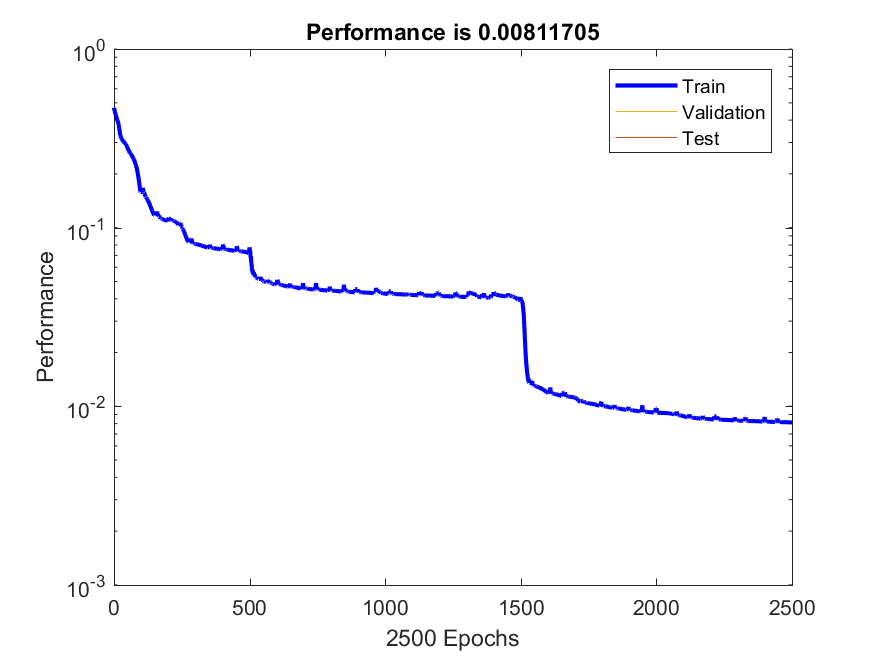 Performance is 0.00811705
10^0
Train
Validation
Test
10^-1
Performance
10^-2
10^-3
0 500 1000 1500 2000 2500
2500 Epochs